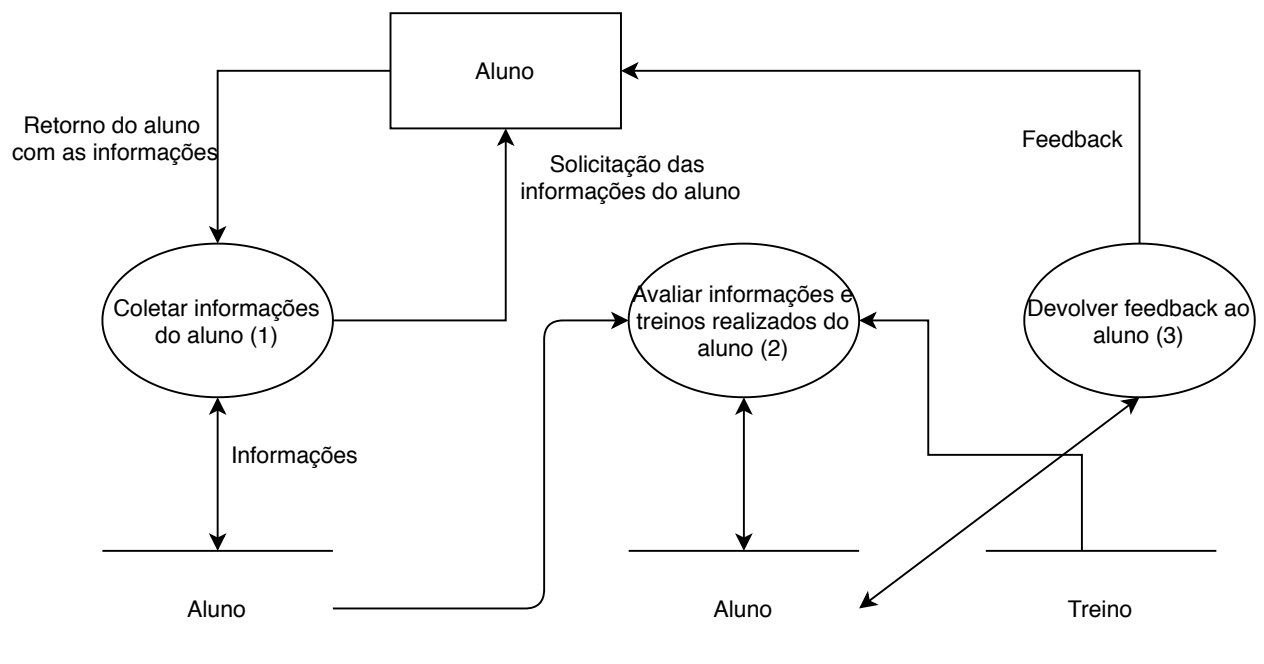 Aluno
Retorno do aluno
com as informações
Feedback
Solicitação das
informações do aluno
Coletar informações
do aluno (1)
Avaliar informações e
treinos realizados do
aluno (2)
Devolver feedback ao
aluno (3)
Informações
Aluno
Aluno
Treino